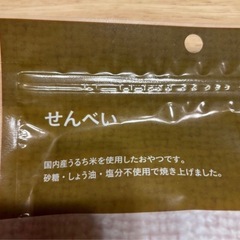 せんべい
国内産うるち米を使用したおやつです。
砂糖・しょう油・塩分不使用で焼き上げました。